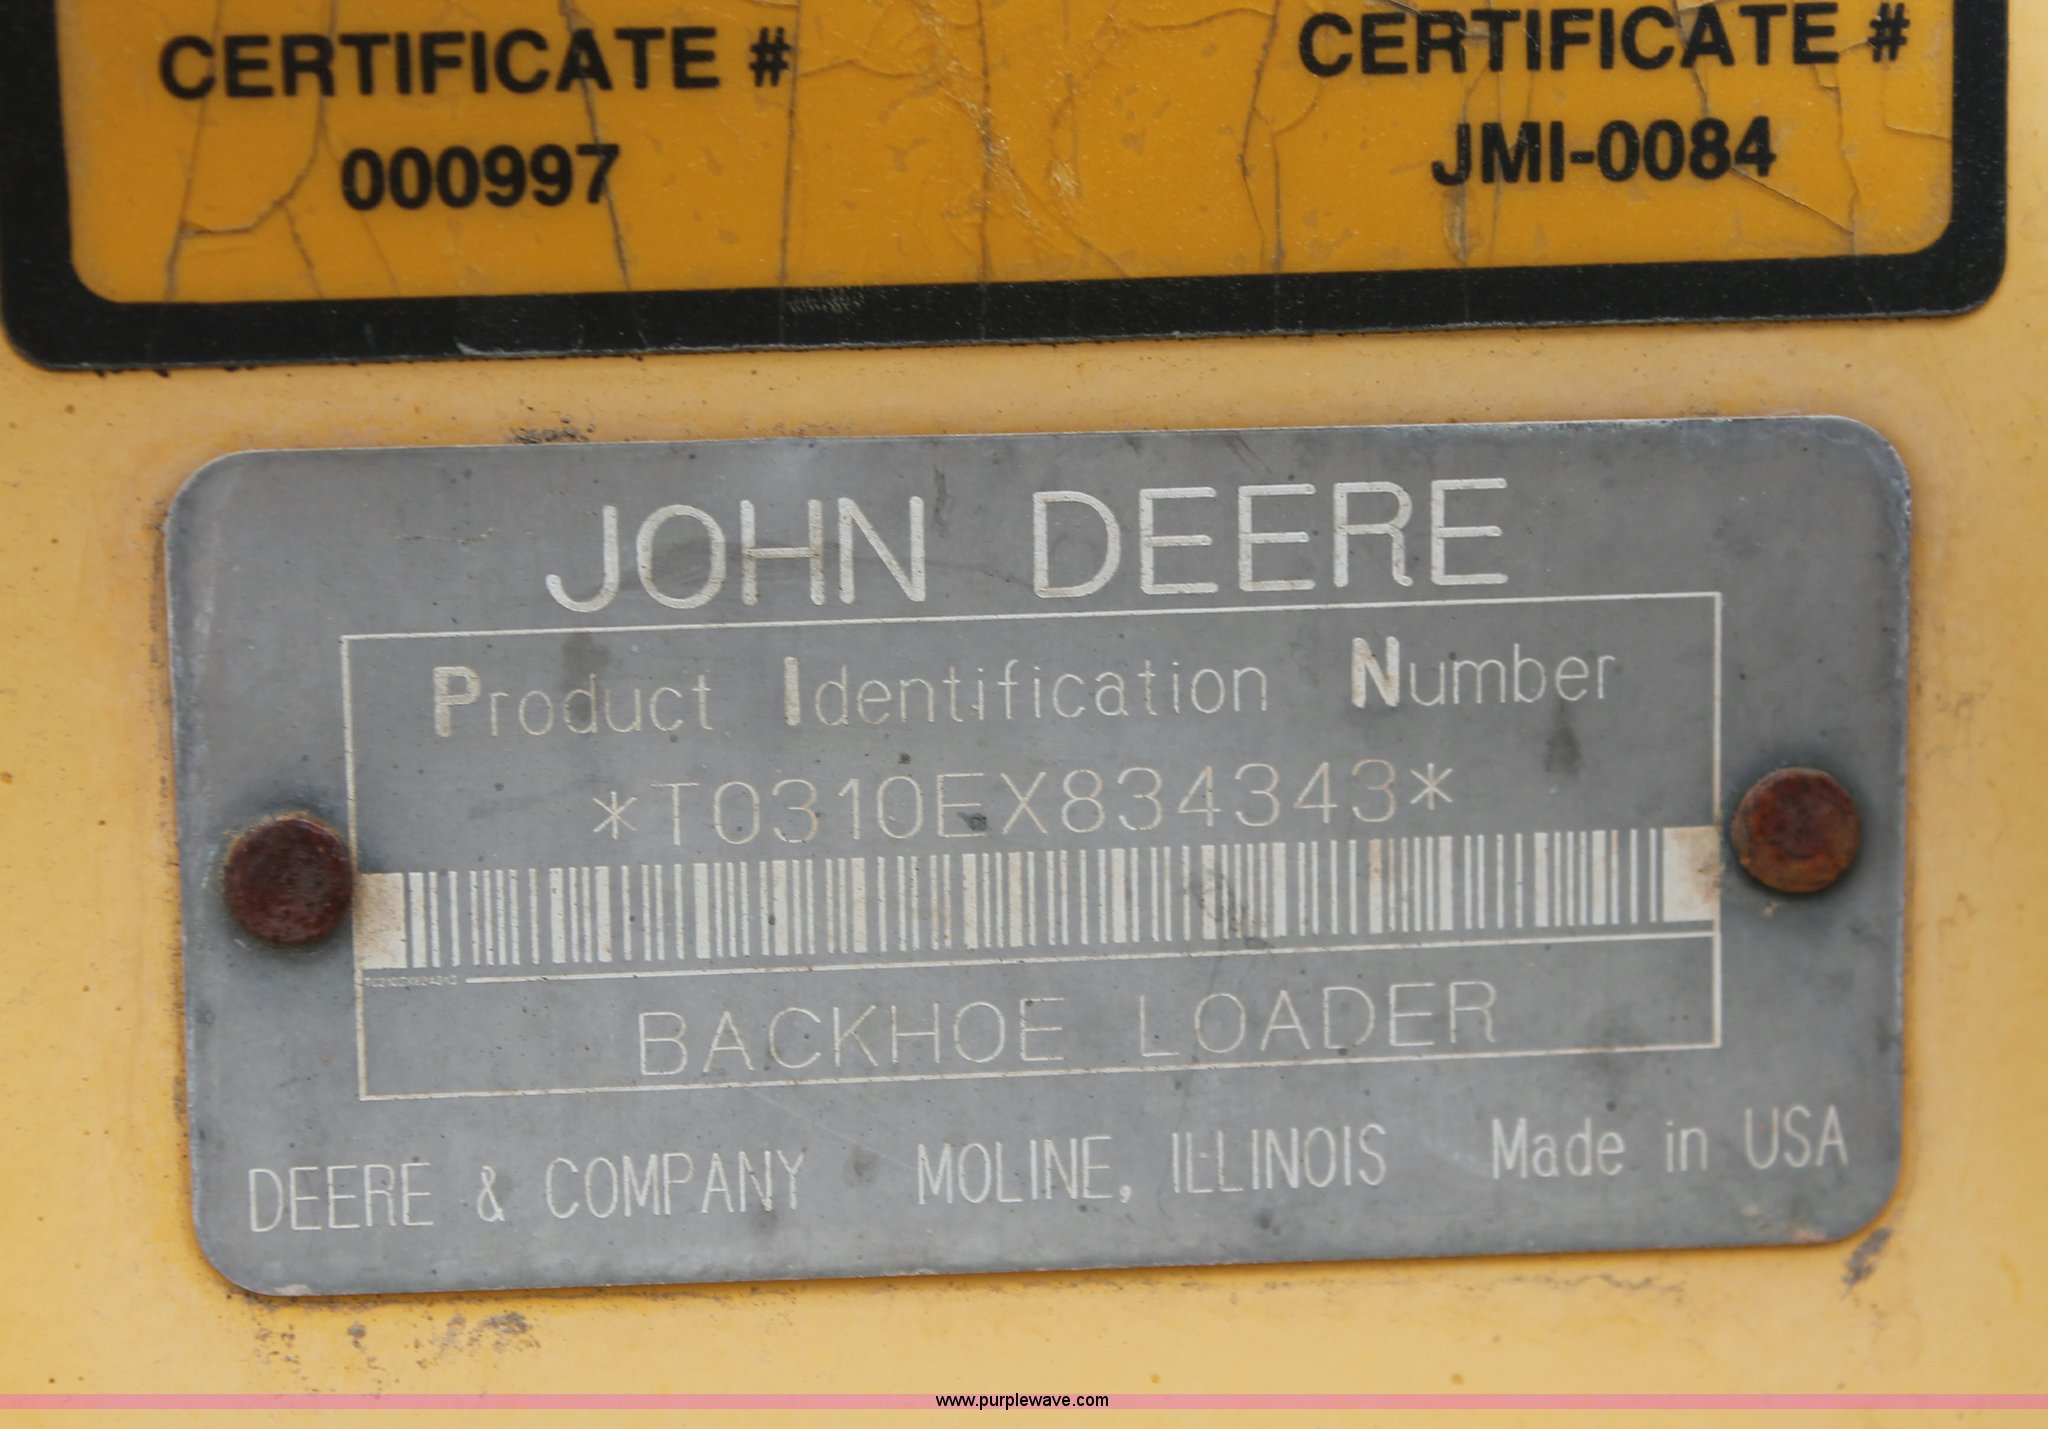 CERTIFICATE # CERTIFICATE #
000997 JMI-0084
JOHN DEERE
Product Identification Number
*T0310EX834343*
BACKHOE LOADER
DEERE & COMPANY MOLINE, ILLINOIS Made in USA
www.purplewave.com